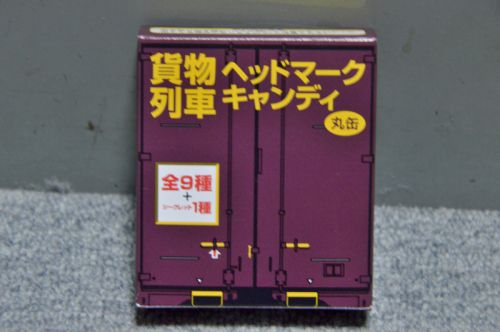 貨物列車
ヘッドマーク
キャンディ
丸缶
全9種
+
シークレット1種